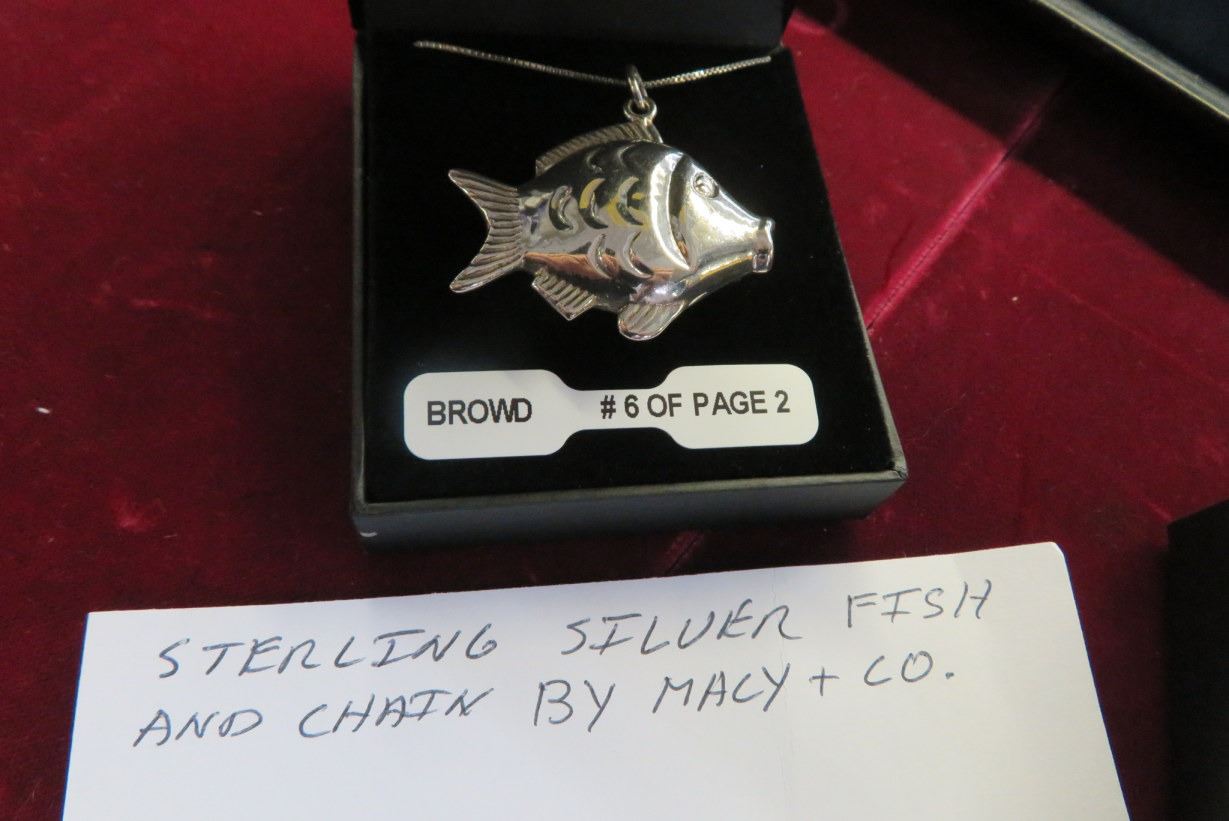 BROWD # 6 OF PAGE 2
STERLING SILVER FISH
AND CHAIN BY MACY + CO.